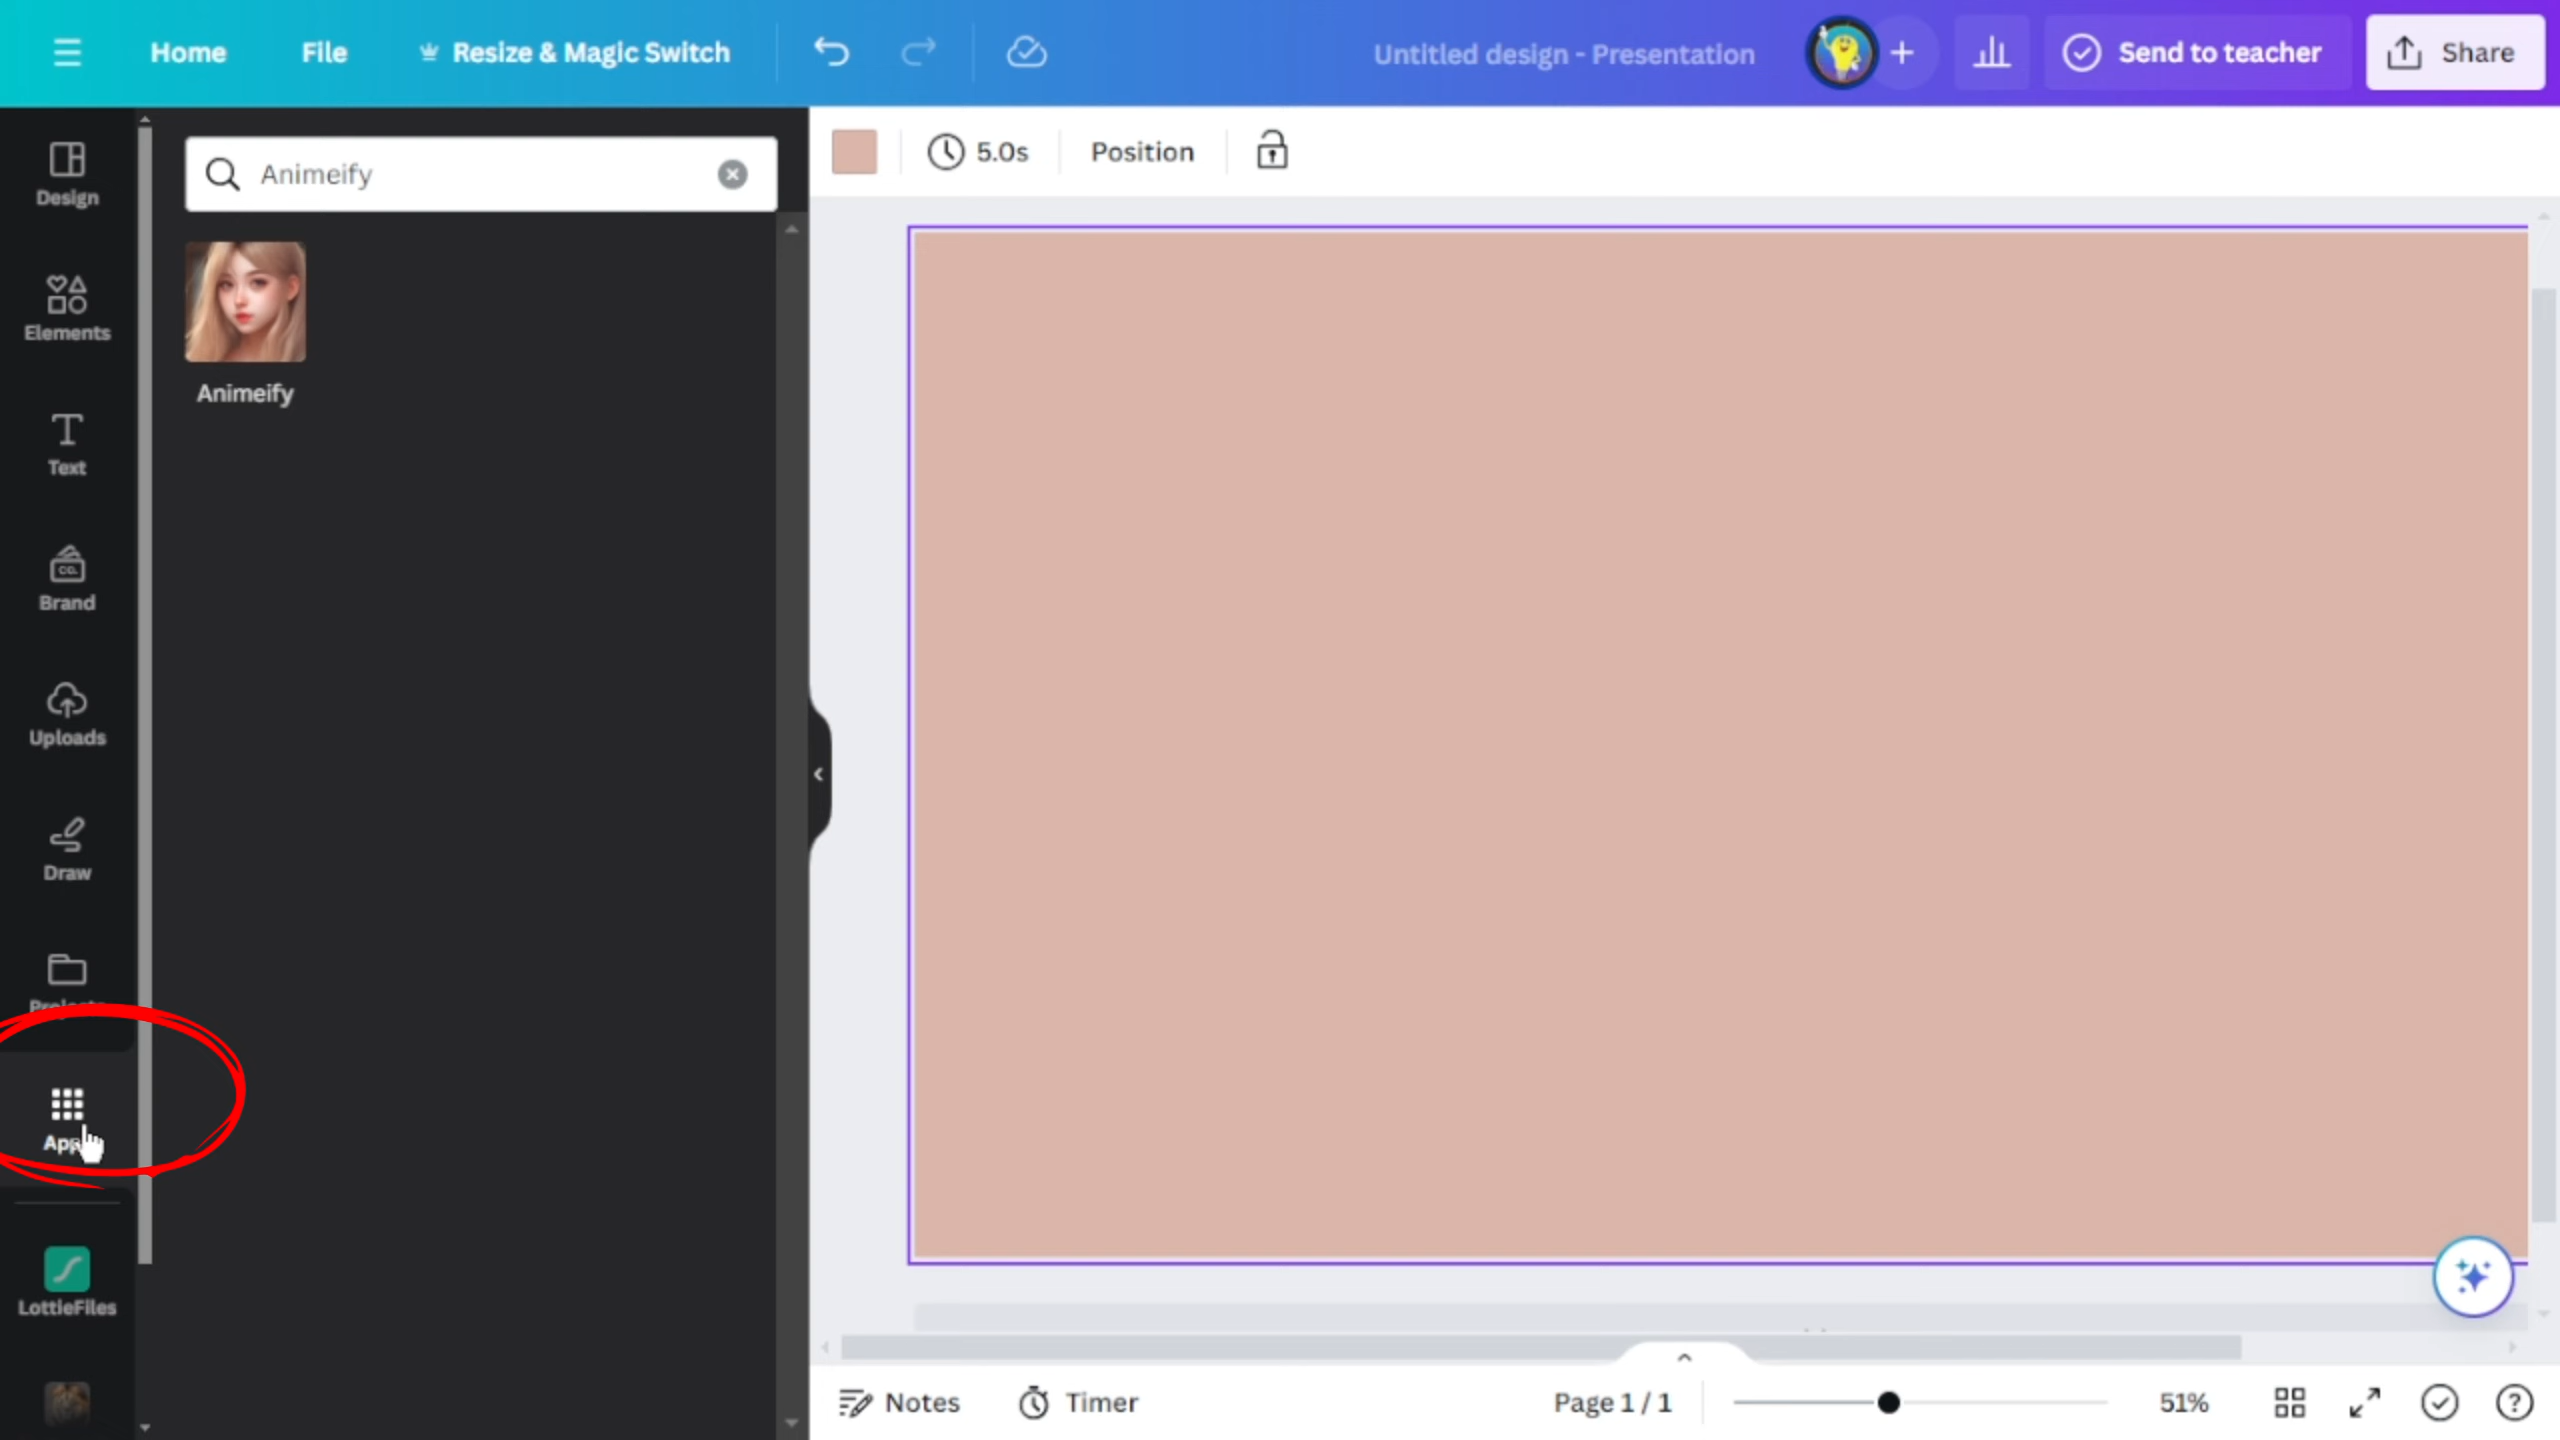 Home File Resize & Magic Switch Untitled design - Presentation Send to teacher Share
Design
Elements
Text
CO.
Brand
Uploads
Draw
LottieFiles
Animeify
Animeify
5.0s Position
Notes Timer Page 1 / 1 51%